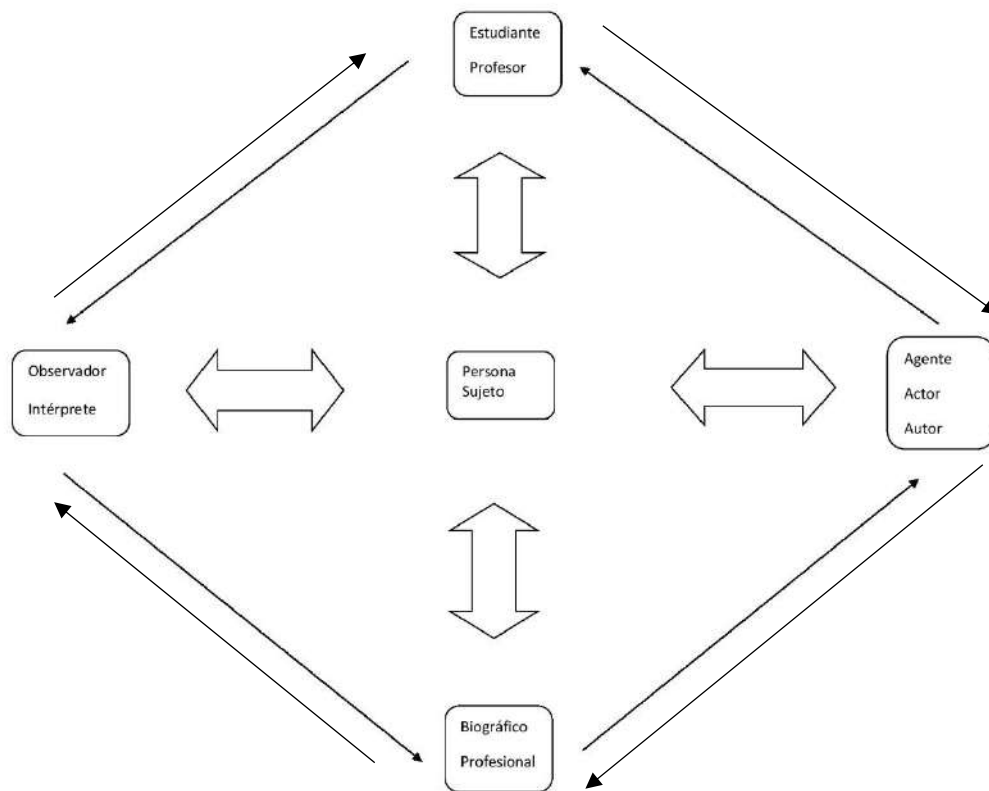 Estudiante
Profesor
Observador
Intérprete
Persona
Sujeto
Agente
Actor
Autor
Biográfico
Profesional